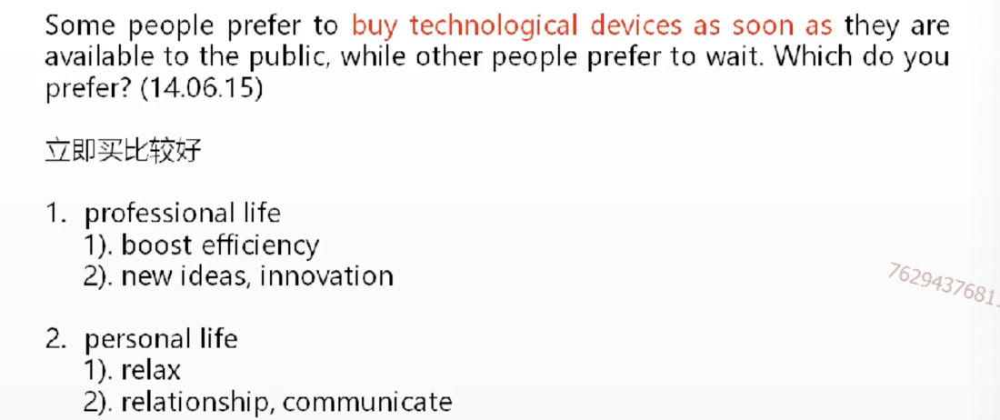 Some people prefer to buy technological devices as soon as they are
available to the public, while other people prefer to wait. Which do you
prefer? (14.06.15)
立即买比较好
1. professional life
1). boost efficiency
2). new ideas, innovation
76294376811
2. personal life
1). relax
2). relationship, communicate